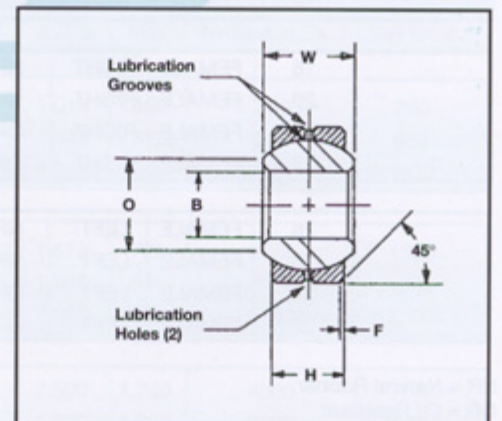 W
Lubrication
Grooves
O
B
45°
Lubrication
Holes (2)
F
H